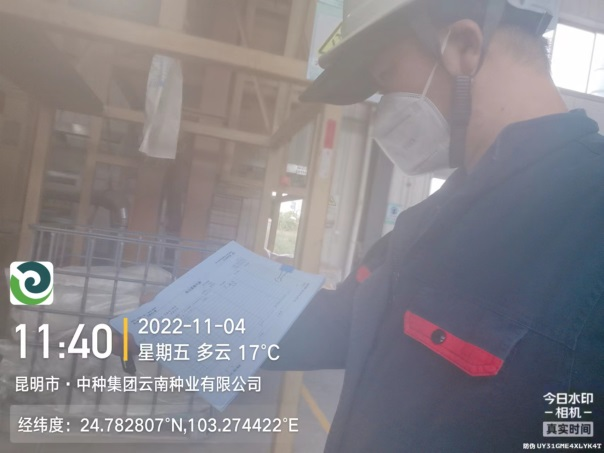 11:40
2022-11-04
星期五 多云 17℃
昆明市·中种集团云南种业有限公司
经纬度：24.782807°N,103.274422°E
今日水印
相机
真实时间
防伪 UY31GME4XLYK4T